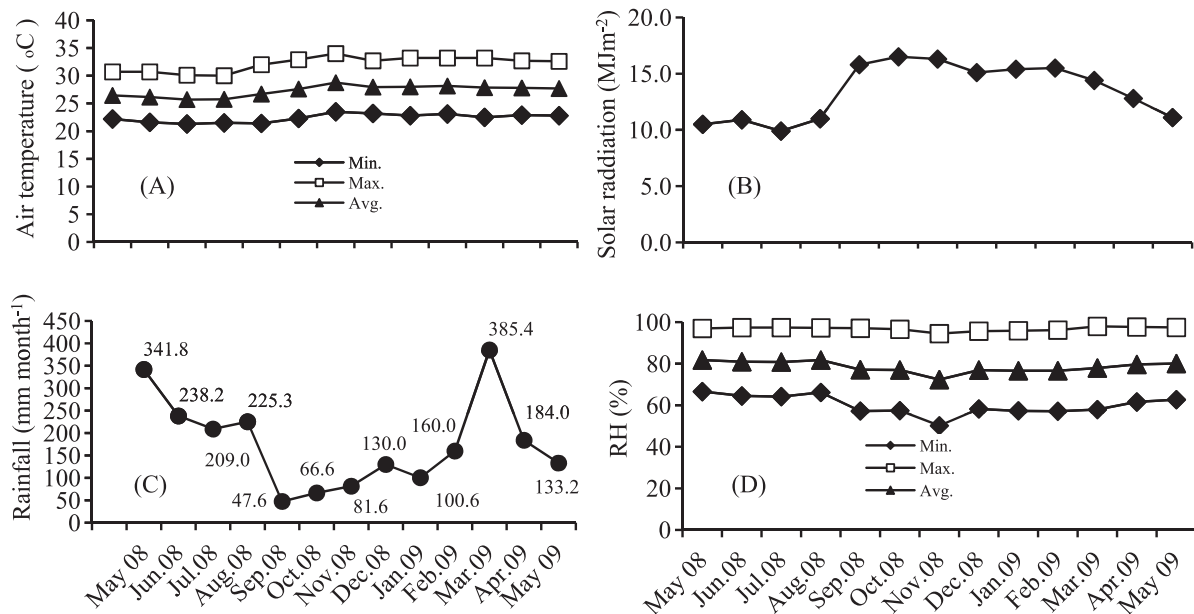 Air temperature ( oC)
40
35
30
25
20
15
10
5
0
(A)
Min.
Max.
Avg.
Solar raddiation (MJm-2)
20.0
15.0
10.0
5.0
0.0
(B)
Rainfall (mm month-1)
450
400
350
300
250
200
150
100
50
0
341.8
238.2
209.0
225.3
47.6
66.6
81.6
130.0
100.6
160.0
385.4
184.0
133.2
(C)
May 08
Jun.08
Jul.08
Aug.08
Sep.08
Oct.08
Nov.08
Dec.08
Jan.09
Feb.09
Mar.09
Apr.09
May 09
RH (%)
100
80
60
40
20
0
(D)
Min.
Max.
Avg.
May 08
Jun.08
Jul.08
Aug.08
Sep.08
Oct.08
Nov.08
Dec.08
Jan.09
Feb.09
Mar.09
Apr.09
May 09